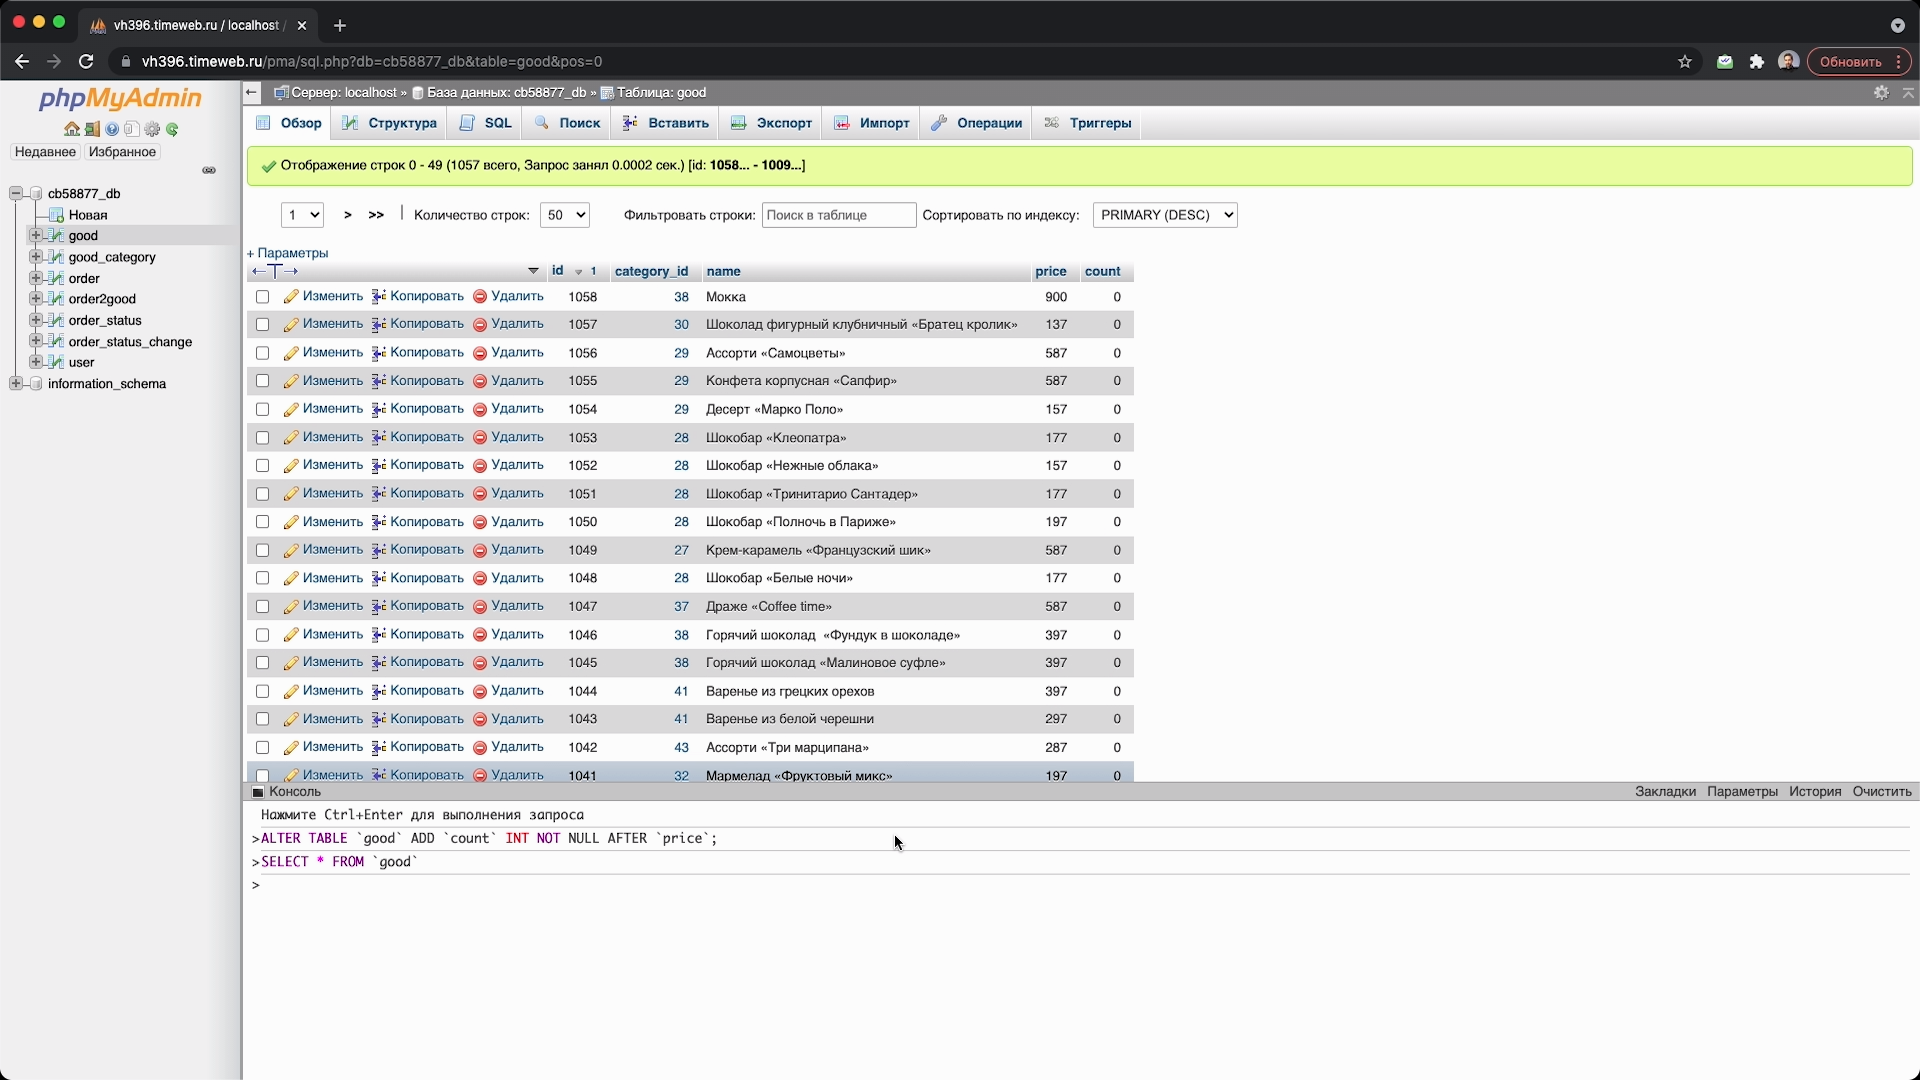 vh396.timeweb.ru / localhost /
vh396.timeweb.ru/pma/sql.php?db=cb58877_db&table=good&pos=0
Обновить
phpMyAdmin
Недавнее Избранное
cb58877_db
Новая
good
good_category
order
order2good
order_status
order_status_change
user
information_schema
Сервер: localhost » База данных: cb58877_db » Таблица: good
Обзор Структура SQL Поиск Вставить Экспорт Импорт Операции Триггеры
Отображение строк 0 - 49 (1057 всего, Запрос занял 0.0002 сек.) [id: 1058... - 1009...]
1 > >> | Количество строк: 50 Фильтровать строки: Поиск в таблице Сортировать по индексу: PRIMARY (DESC)
+ Параметры
←T→ id 1 category_id name price count
Изменить Копировать Удалить 1058 38 Мокка 900 0
Изменить Копировать Удалить 1057 30 Шоколад фигурный клубничный «Братец кролик» 137 0
Изменить Копировать Удалить 1056 29 Ассорти «Самоцветы» 587 0
Изменить Копировать Удалить 1055 29 Конфета корпусная «Сапфир» 587 0
Изменить Копировать Удалить 1054 29 Десерт «Марко Поло» 157 0
Изменить Копировать Удалить 1053 28 Шокобар «Клеопатра» 177 0
Изменить Копировать Удалить 1052 28 Шокобар «Нежные облака» 157 0
Изменить Копировать Удалить 1051 28 Шокобар «Тринитарио Сантадер» 177 0
Изменить Копировать Удалить 1050 28 Шокобар «Полночь в Париже» 197 0
Изменить Копировать Удалить 1049 27 Крем-карамель «Французский шик» 587 0
Изменить Копировать Удалить 1048 28 Шокобар «Белые ночи» 177 0
Изменить Копировать Удалить 1047 37 Драже «Coffee time» 587 0
Изменить Копировать Удалить 1046 38 Горячий шоколад «Фундук в шоколаде» 397 0
Изменить Копировать Удалить 1045 38 Горячий шоколад «Малиновое суфле» 397 0
Изменить Копировать Удалить 1044 41 Варенье из грецких орехов 397 0
Изменить Копировать Удалить 1043 41 Варенье из белой черешни 297 0
Изменить Копировать Удалить 1042 43 Ассорти «Три марципана» 287 0
Изменить Копировать Удалить 1041 32 Мармелад «Фруктовый микс» 197 0
Консоль Закладки Параметры История Очистить
Нажмите Ctrl+Enter для выполнения запроса
>ALTER TABLE `good` ADD `count` INT NOT NULL AFTER `price`;
>SELECT * FROM `good`
>